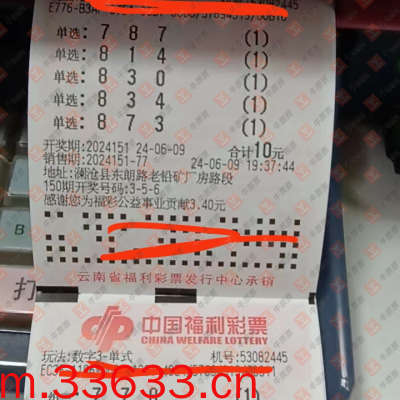 单选: 7 8 7 (1)
单选: 8 1 4 (1)
单选: 8 3 0 (1)
单选: 8 3 4 (1)
单选: 8 7 3 (1)
开奖期:2024151 24-06-09 合计10元
销售期:2024151-77 24-06-09 19:37:44
地址:澜沧县东朗路老铅矿厂房路段
150期开奖号码:3-5-6
感谢您为福彩公益事业贡献3.40元
云南省福利彩票发行中心承销
中国福利彩票
CHINA WELFARE LOTTERY
玩法:数字3-单式 机号:53082445
m.33633.cn
B
打